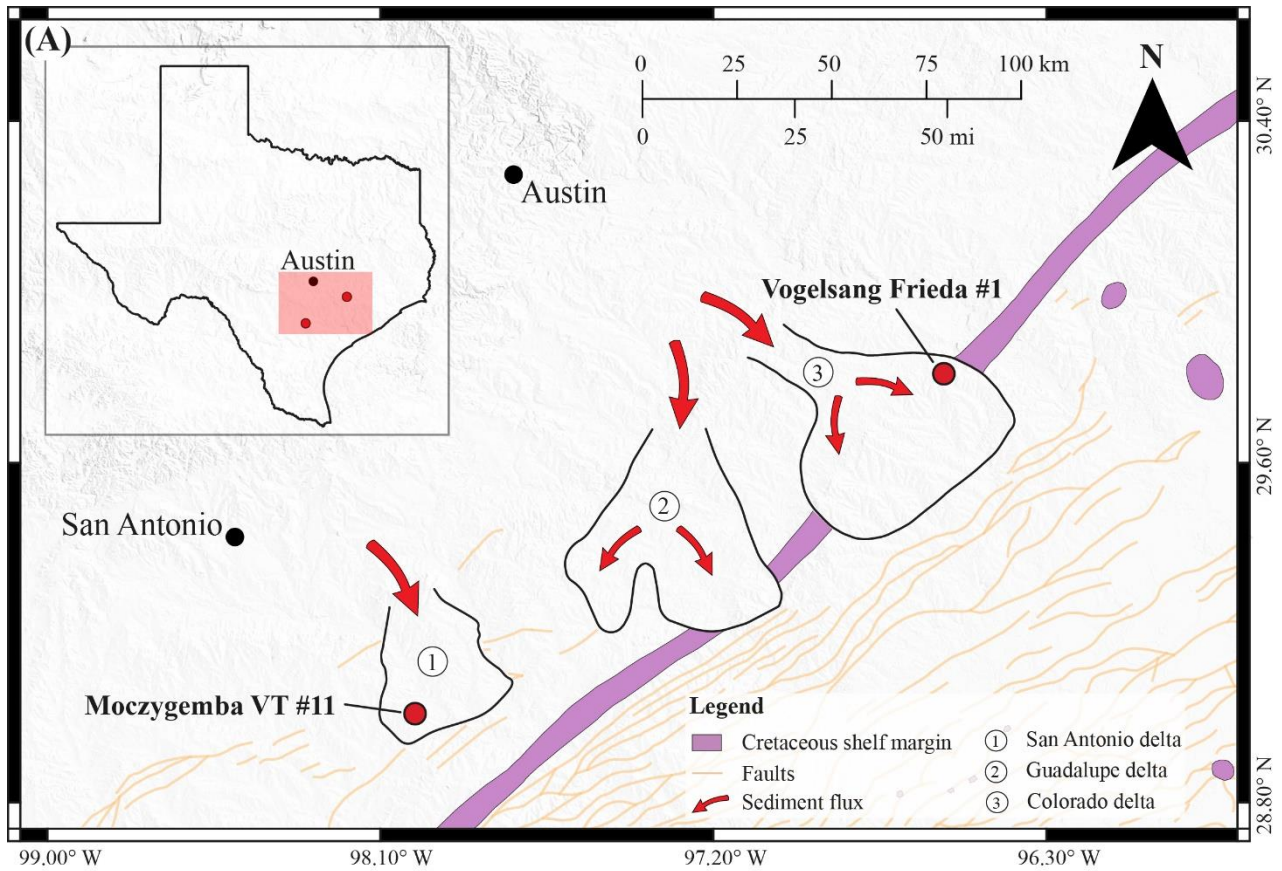 (A)
Austin
0 25 50 75 100 km
0 25 50 mi
N
Austin
Vogelsang Frieda #1
3
2
San Antonio
1
Moczygemba VT #11
Legend
Cretaceous shelf margin
Faults
Sediment flux
1 San Antonio delta
2 Guadalupe delta
3 Colorado delta
30.40° N
29.60° N
28.80° N
99.00° W 98.10° W 97.20° W 96.30° W